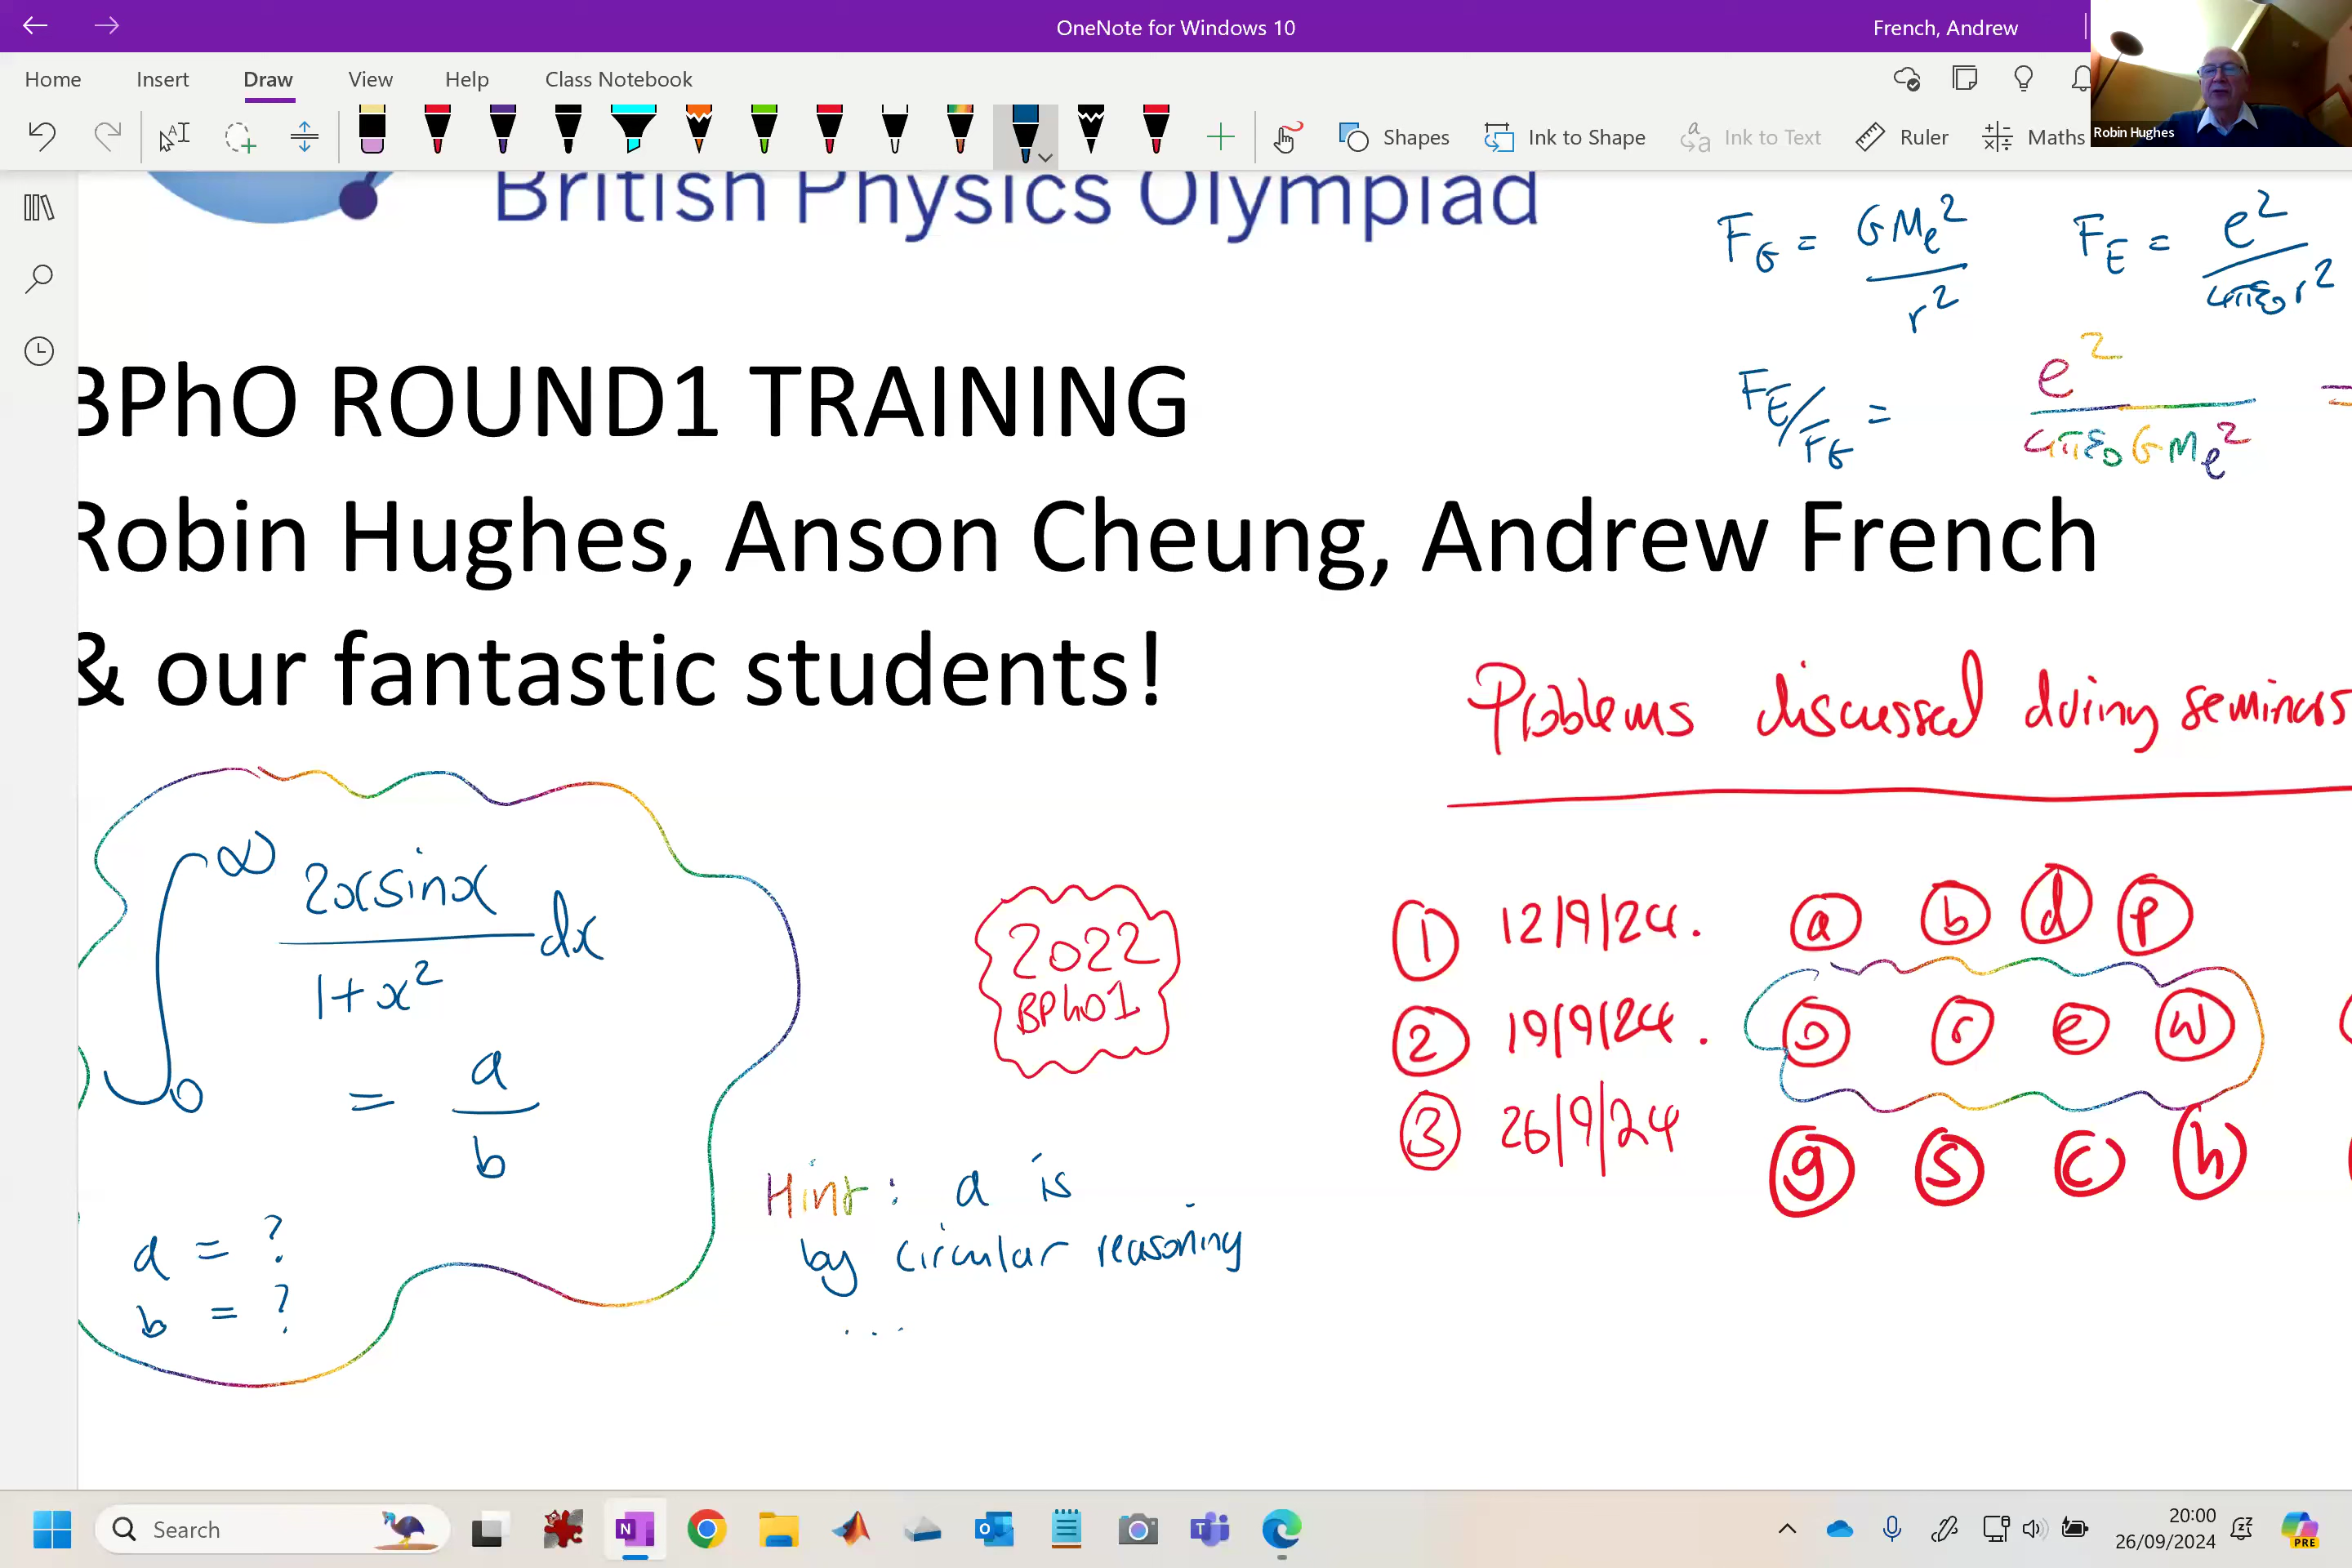 OneNote for Windows 10
French, Andrew
Home Insert Draw View Help Class Notebook
Shapes Ink to Shape Ink to Text Ruler Maths
Robin Hughes
British Physics Olympiad
F_G = GM_e^2 / r^2
F_E = e^2 / 4πε_0 r^2
F_E/F_G = e^2 / 4πε_0 G M_e^2 =
BPhO ROUND1 TRAINING
Robin Hughes, Anson Cheung, Andrew French
& our fantastic students!
Problems discussed during seminars
∫_0^∞ 2x sin x / 1 + x^2 dx
= a / b
a = ?
b = ?
2022
BPhO1
Hint: a is
by circular reasoning
...
1 12/9/24. a b d p
2 19/9/24. o r e w
3 26/9/24 g s c h
Search
20:00
26/09/2024
PRE